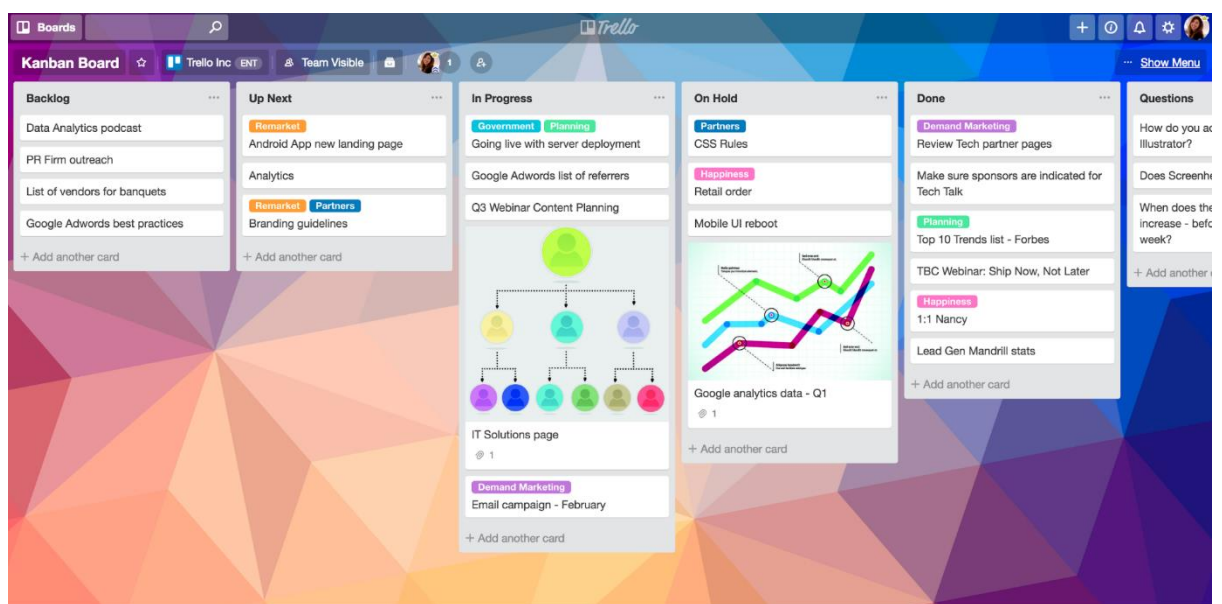 Boards
Trello
Kanban Board
Trello Inc ENT
Team Visible
1
... Show Menu
Backlog
Data Analytics podcast
PR Firm outreach
List of vendors for banquets
Google Adwords best practices
+ Add another card
Up Next
Remarket
Android App new landing page
Analytics
Remarket Partners
Branding guidelines
+ Add another card
In Progress
Government Planning
Going live with server deployment
Google Adwords list of referrers
Q3 Webinar Content Planning
IT Solutions page
1
Demand Marketing
Email campaign - February
+ Add another card
On Hold
Partners
CSS Rules
Happiness
Retail order
Mobile UI reboot
Google analytics data - Q1
1
+ Add another card
Done
Demand Marketing
Review Tech partner pages
Make sure sponsors are indicated for
Tech Talk
Planning
Top 10 Trends list - Forbes
TBC Webinar: Ship Now, Not Later
Happiness
1:1 Nancy
Lead Gen Mandrill stats
+ Add another card
Questions
How do you
Illustrator?
Does
When does the
increase -
week?
+ Add another